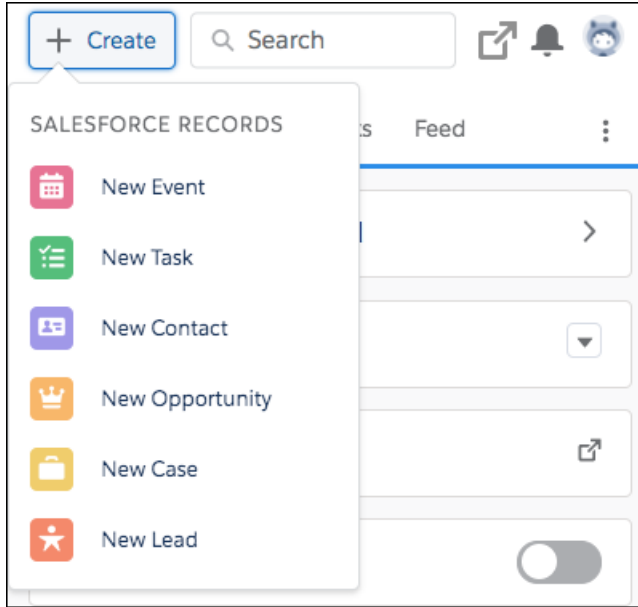 Create
Search
SALESFORCE RECORDS
Feed
New Event
New Task
New Contact
New Opportunity
New Case
New Lead